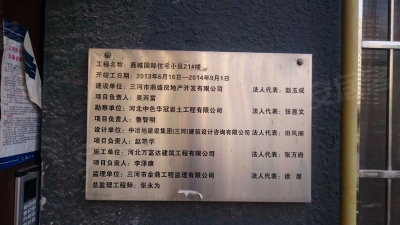 工程名称：嘉城国际住宅小区21#楼
开竣工日期：2013年6月16日—2014年9月1日
建设单位：三河市鼎盛房地产开发有限公司 法人代表：赵玉成
项目负责人：吴丙富
勘察单位：河北中色华冠岩土工程有限公司 法人代表：张喜文
项目负责人：鲁智明
设计单位：中冶地建设集团(三河)建筑设计咨询有限公司 法人代表：田凤阁
项目负责人：赵艳华
施工单位：河北万富达建筑工程有限公司 法人代表：张万府
项目负责人：李泽康
监理单位：三河市金鼎工程监理有限公司 法人代表：徐厚
总监理工程师：张永为